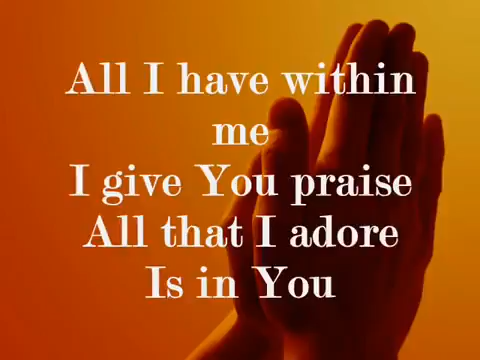 All I have within
me
I give You praise
All that I adore
Is in You